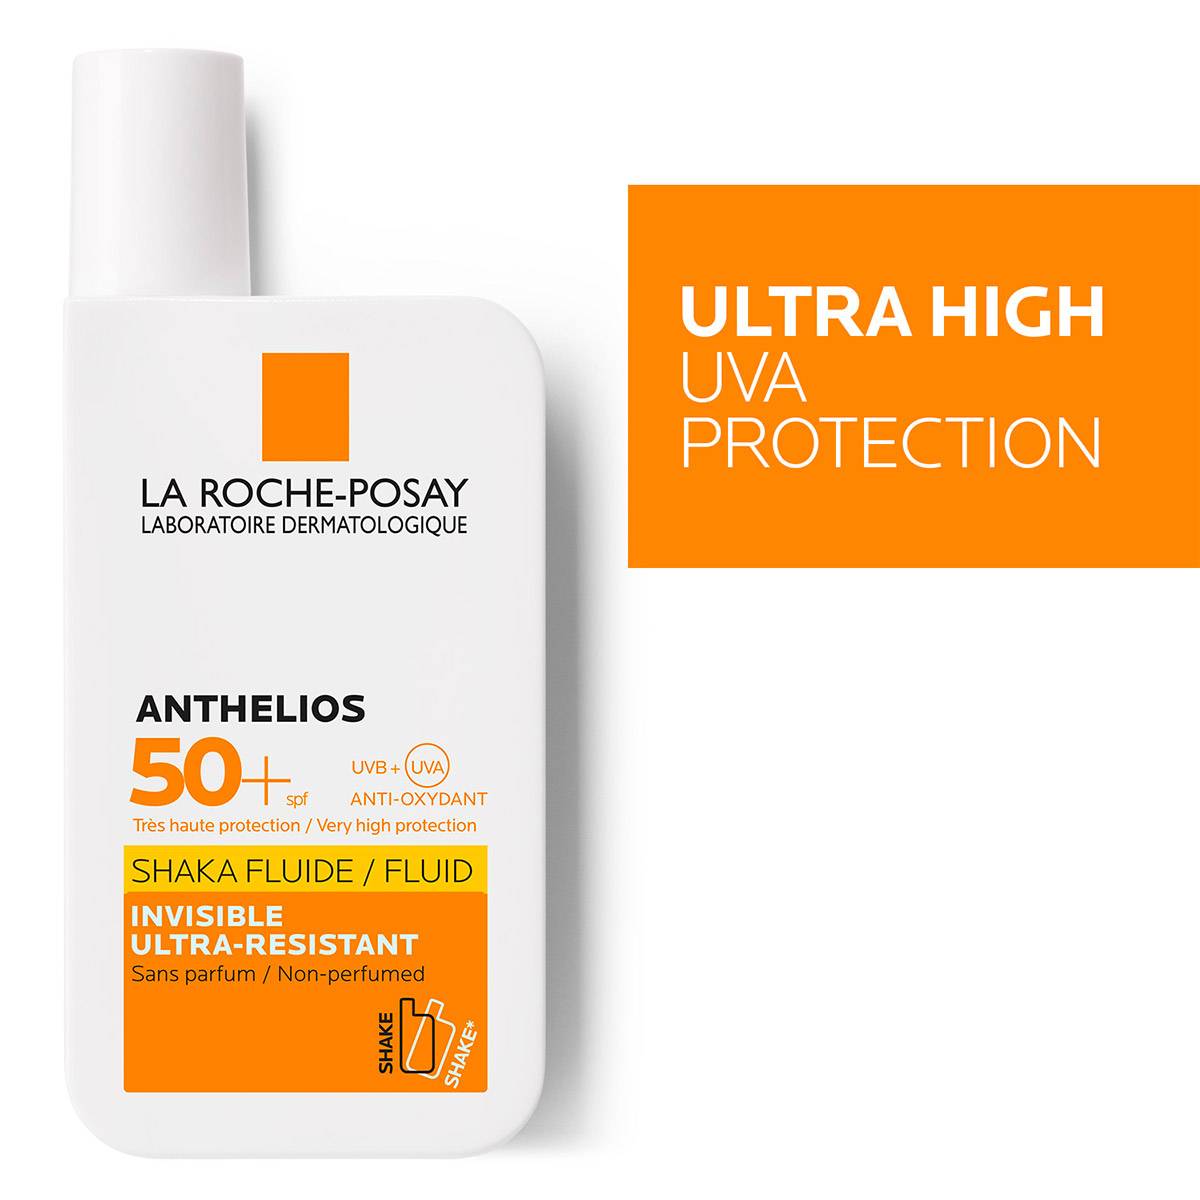 LA ROCHE-POSAY
LABORATOIRE DERMATOLOGIQUE
ANTHELIOS
50+ spf
UVB + UVA
ANTI-OXYDANT
Très haute protection / Very high protection
SHAKA FLUIDE / FLUID
INVISIBLE
ULTRA-RESISTANT
Sans parfum / Non-perfumed
SHAKE
SHAKE*
ULTRA HIGH
UVA
PROTECTION